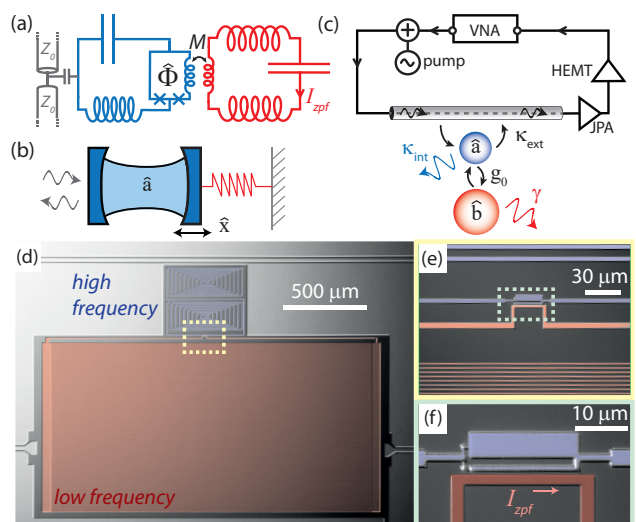 (a)
Z0
Z0
Φ̂
M
Izpf
(b)
â
x̂
(c)
VNA
pump
HEMT
JPA
κint
â
κext
g0
b̂
γ
(d)
high
frequency
500 μm
low frequency
(e)
30 μm
(f)
10 μm
Izpf